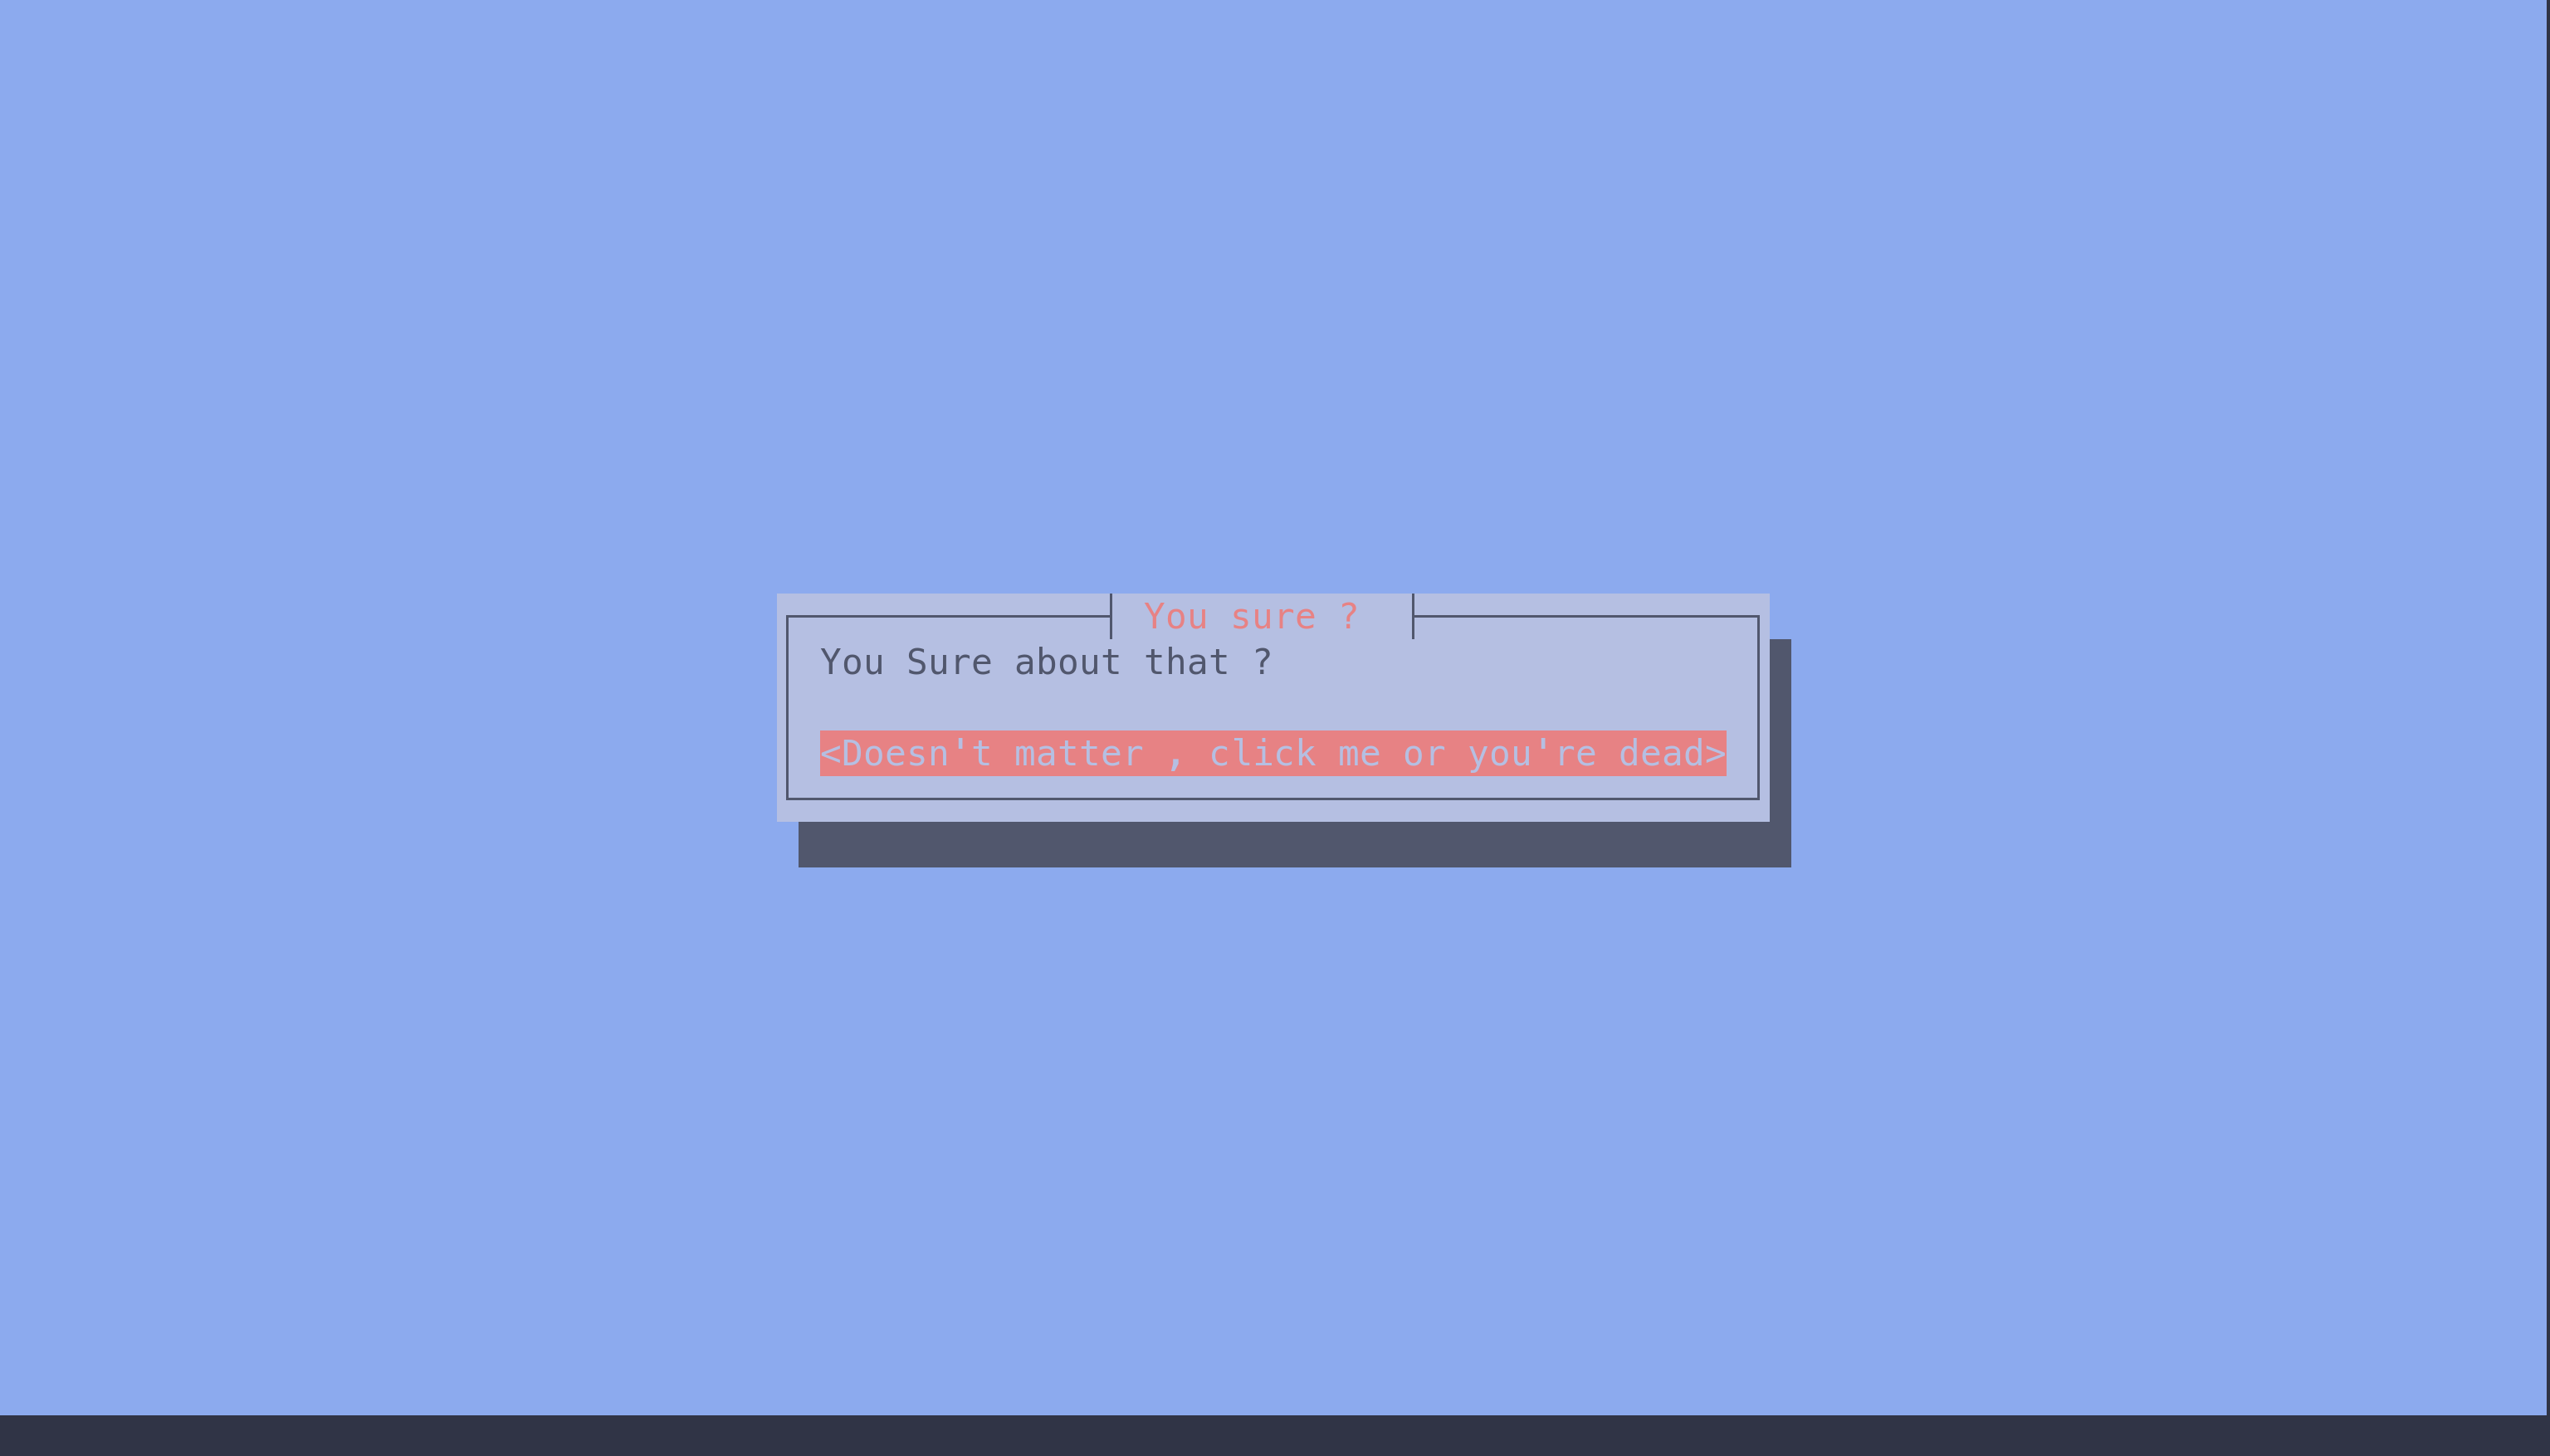 You sure ?
You Sure about that ?
<Doesn't matter , click me or you're dead>